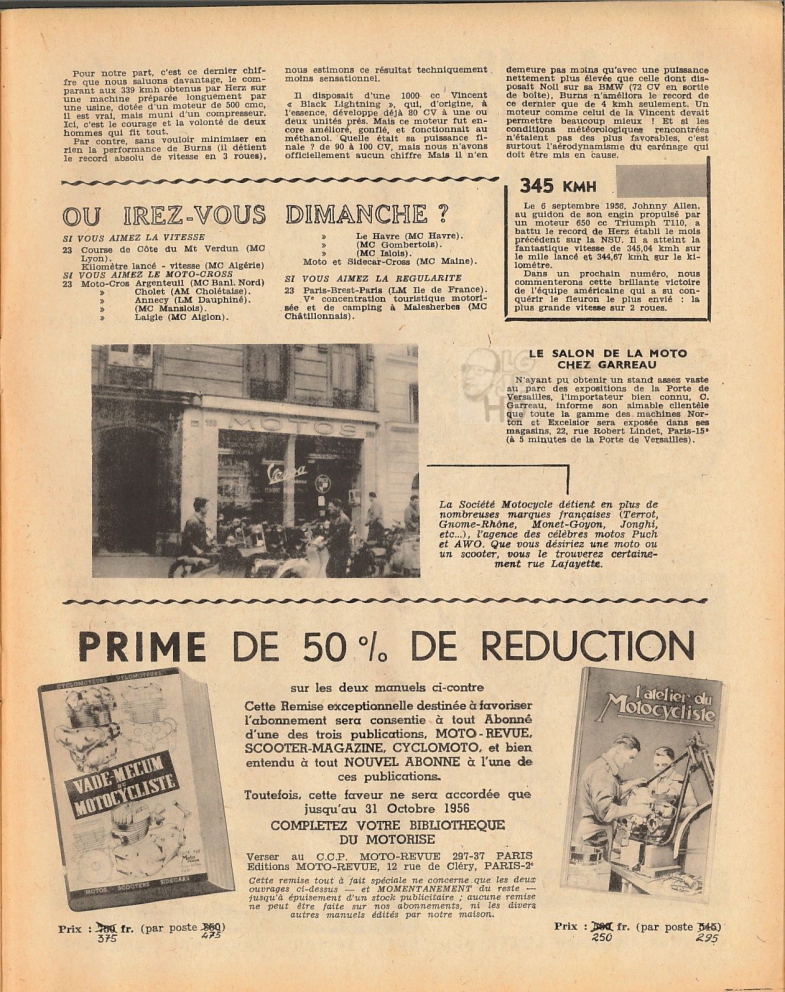 Pour notre part, c'est ce dernier chif-
fre que nous saluons davantage, le com-
parant aux 339 kmh obtenus par Herz sur
une machine préparée longuement par
une usine, dotée d'un moteur de 500 cmc,
il est vrai, mais muni d'un compresseur.
Ici, c'est le courage et la volonté de deux
hommes qui fit tout.
Par contre, sans vouloir minimiser en
rien la performance de Burns (il détient
le record absolu de vitesse en 3 roues),
nous estimons ce résultat techniquement
moins sensationnel.
Il disposait d'une 1000 cc Vincent
« Black Lightning », qui, d'origine, à
l'essence, développe déjà 80 CV à une ou
deux unités près. Mais ce moteur fut en-
core amélioré, gonflé, et fonctionnait au
méthanol. Quelle était sa puissance fi-
nale ? de 90 à 100 CV, mais nous n'avons
officiellement aucun chiffre Mais il n'en
demeure pas moins qu'avec une puissance
nettement plus élevée que celle dont dis-
posait Noll sur sa BMW (72 CV en sortie
de boîte), Burns n'améliora le record de
ce dernier que de 4 kmh seulement. Un
moteur comme celui de la Vincent devait
permettre beaucoup mieux ! Et si les
conditions météorologiques rencontrées
n'étaient pas des plus favorables, c'est
surtout l'aérodynamisme du carénage qui
doit être mis en cause.
OU IREZ-VOUS DIMANCHE ?
SI VOUS AIMEZ LA VITESSE
23 Course de Côte du Mt Verdun (MC
Lyon).
Kilomètre lancé - vitesse (MC Algérie)
SI VOUS AIMEZ LE MOTO-CROSS
23 Moto-Cros Argenteuil (MC Banl. Nord)
» Cholet (AM Cholétaise).
» Annecy (LM Dauphiné).
» (MC Manslois).
» Laigle (MC Aiglon).
» Le Havre (MC Havre).
» (MC Gombertois).
» (MC Islois).
Moto et Sidecar-Cross (MC Maine).
SI VOUS AIMEZ LA REGULARITE
23 Paris-Brest-Paris (LM Ile de France).
Vᵉ concentration touristique motori-
sée et de camping à Malesherbes (MC
Châtillonnais).
345 KMH
Le 6 septembre 1956, Johnny Allen,
au guidon de son engin propulsé par
un moteur 650 cc Triumph T110, a
battu le record de Herz établi le mois
précédent sur la NSU. Il a atteint la
fantastique vitesse de 345,04 kmh sur
le mile lancé et 344,67 kmh sur le ki-
lomètre.
Dans un prochain numéro, nous
commenterons cette brillante victoire
de l'équipe américaine qui a su con-
quérir le fleuron le plus envié : la
plus grande vitesse sur 2 roues.
LE SALON DE LA MOTO
CHEZ GARREAU
N'ayant pu obtenir un stand assez vaste
au parc des expositions de la Porte de
Versailles, l'importateur bien connu, C.
Garreau, informe son aimable clientèle
que toute la gamme des machines Nor-
ton et Excelsior sera exposée dans ses
magasins, 22, rue Robert Lindet, Paris-15ᵉ
(à 5 minutes de la Porte de Versailles).
MOTOS
Vespa
La Société Motocycle détient en plus de
nombreuses marques françaises (Terrot,
Gnome-Rhône, Monet-Goyon, Jonghi,
etc...), l'agence des célèbres motos Puch
et AWO. Que vous désiriez une moto ou
un scooter, vous le trouverez certaine-
ment rue Lafayette.
PRIME DE 50 % DE REDUCTION
sur les deux manuels ci-contre
Cette Remise exceptionnelle destinée à favoriser
l'abonnement sera consentie à tout Abonné
d'une des trois publications, MOTO-REVUE,
SCOOTER-MAGAZINE, CYCLOMOTO, et bien
entendu à tout NOUVEL ABONNE à l'une de
ces publications.
Toutefois, cette faveur ne sera accordée que
jusqu'au 31 Octobre 1956
COMPLETEZ VOTRE BIBLIOTHEQUE
DU MOTORISE
Verser au C.C.P. MOTO-REVUE 297-37 PARIS
Editions MOTO-REVUE, 12 rue de Cléry, PARIS-2ᵉ
Cette remise tout à fait spéciale ne concerne que les deux
ouvrages ci-dessus — et MOMENTANEMENT du reste —
jusqu'à épuisement d'un stock publicitaire ; aucune remise
ne peut être faite sur nos abonnements, ni les divers
autres manuels édités par notre maison.
CYCLOMOTEURS VELOMOTEURS
VADE-MECUM
DU
MOTOCYCLISTE
MOTOS SCOOTERS SIDECARS
l'atelier du
Motocycliste
Prix : fr. (par poste )
375 475
Prix : fr. (par poste 545)
250 295